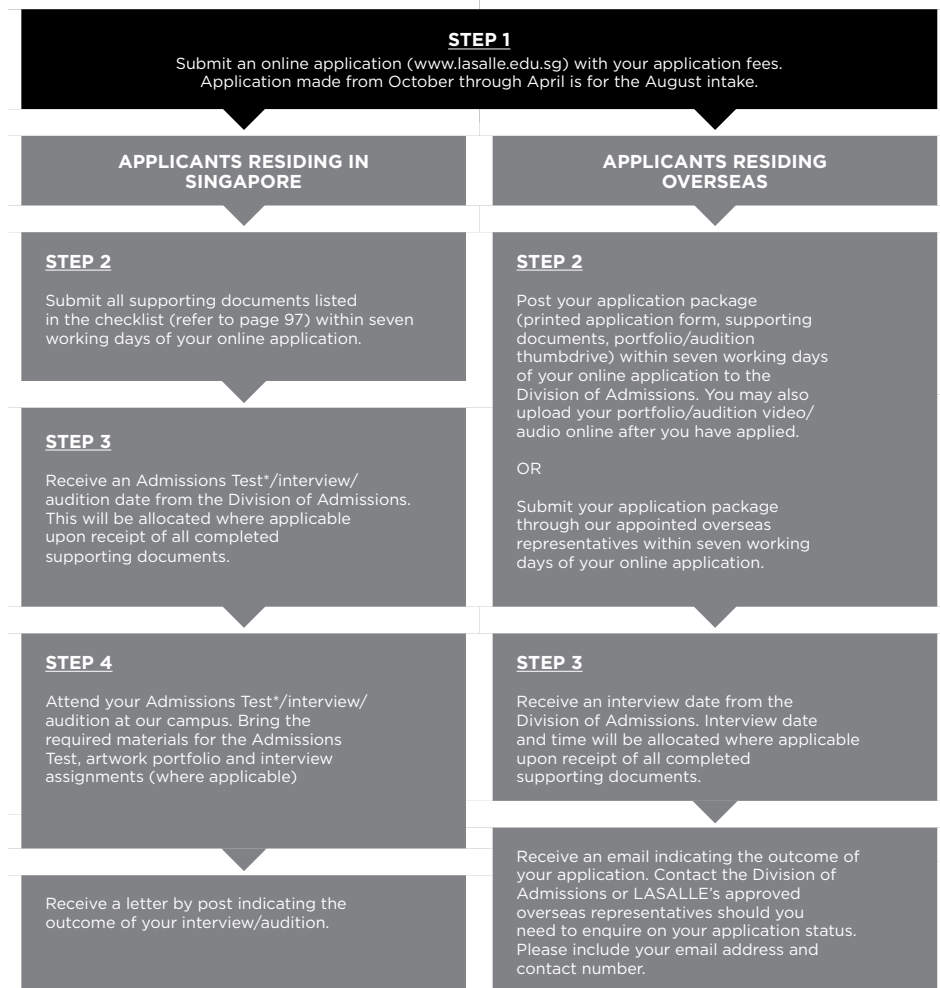 STEP 1
Submit an online application (www.lasalle.edu.sg) with your application fees.
Application made from October through April is for the August intake.
APPLICANTS RESIDING IN
SINGAPORE
STEP 2
Submit all supporting documents listed
in the checklist (refer to page 97) within seven
working days of your online application.
STEP 3
Receive an Admissions Test*/interview/
audition date from the Division of Admissions.
This will be allocated where applicable
upon receipt of all completed
supporting documents.
STEP 4
Attend your Admissions Test*/interview/
audition at our campus. Bring the
required materials for the Admissions
Test, artwork portfolio and interview
assignments (where applicable)
Receive a letter by post indicating the
outcome of your interview/audition.
APPLICANTS RESIDING
OVERSEAS
STEP 2
Post your application package
(printed application form, supporting
documents, portfolio/audition
thumbdrive) within seven working days
of your online application to the
Division of Admissions. You may also
upload your portfolio/audition video/
audio online after you have applied.
OR
Submit your application package
through our appointed overseas
representatives within seven working
days of your online application.
STEP 3
Receive an interview date from the
Division of Admissions. Interview date
and time will be allocated where applicable
upon receipt of all completed
supporting documents.
Receive an email indicating the outcome of
your application. Contact the Division of
Admissions or LASALLE's approved
overseas representatives should you
need to enquire on your application status.
Please include your email address and
contact number.